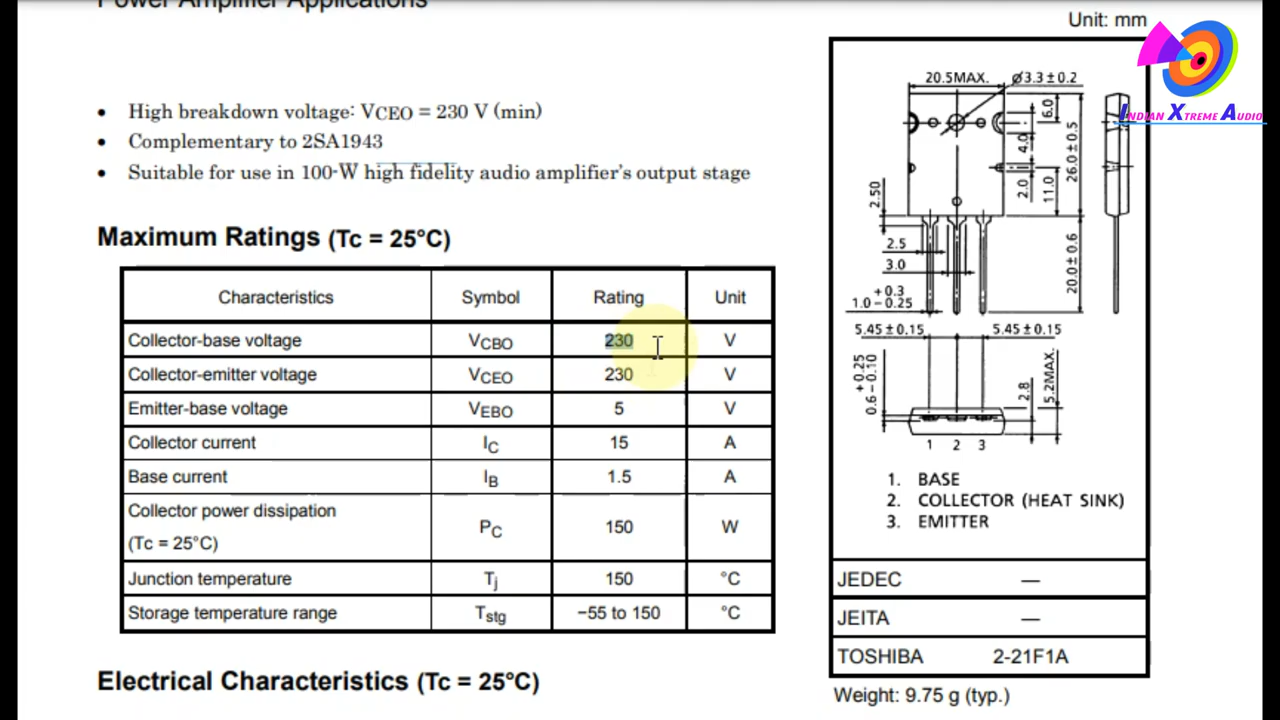 Power Amplifier Applications
Unit: mm
INDIAN XTREME AUDIO
• High breakdown voltage: VCEO = 230 V (min)
• Complementary to 2SA1943
• Suitable for use in 100-W high fidelity audio amplifier's output stage
Maximum Ratings (Tc = 25°C)
Characteristics Symbol Rating Unit
Collector-base voltage VCBO 230 V
Collector-emitter voltage VCEO 230 V
Emitter-base voltage VEBO 5 V
Collector current IC 15 A
Base current IB 1.5 A
Collector power dissipation
(Tc = 25°C) PC 150 W
Junction temperature Tj 150 °C
Storage temperature range Tstg −55 to 150 °C
Electrical Characteristics (Tc = 25°C)
20.5MAX. ⌀3.3±0.2
6.0
4.0
26.0±0.5
2.50
2.0
11.0
2.5
3.0
20.0±0.6
+0.3
1.0−0.25
5.45±0.15 5.45±0.15
+0.25
0.6−0.10
2.8
5.2MAX.
1 2 3
1. BASE
2. COLLECTOR (HEAT SINK)
3. EMITTER
JEDEC —
JEITA —
TOSHIBA 2-21F1A
Weight: 9.75 g (typ.)